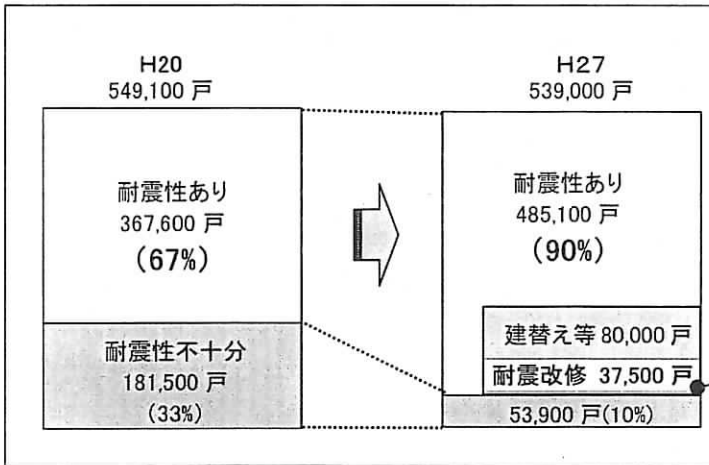 H20
549,100 戸
耐震性あり
367,600 戸
(67%)
耐震性不十分
181,500 戸
(33%)
H27
539,000 戸
耐震性あり
485,100 戸
(90%)
建替え等 80,000 戸
耐震改修 37,500 戸
53,900 戸(10%)